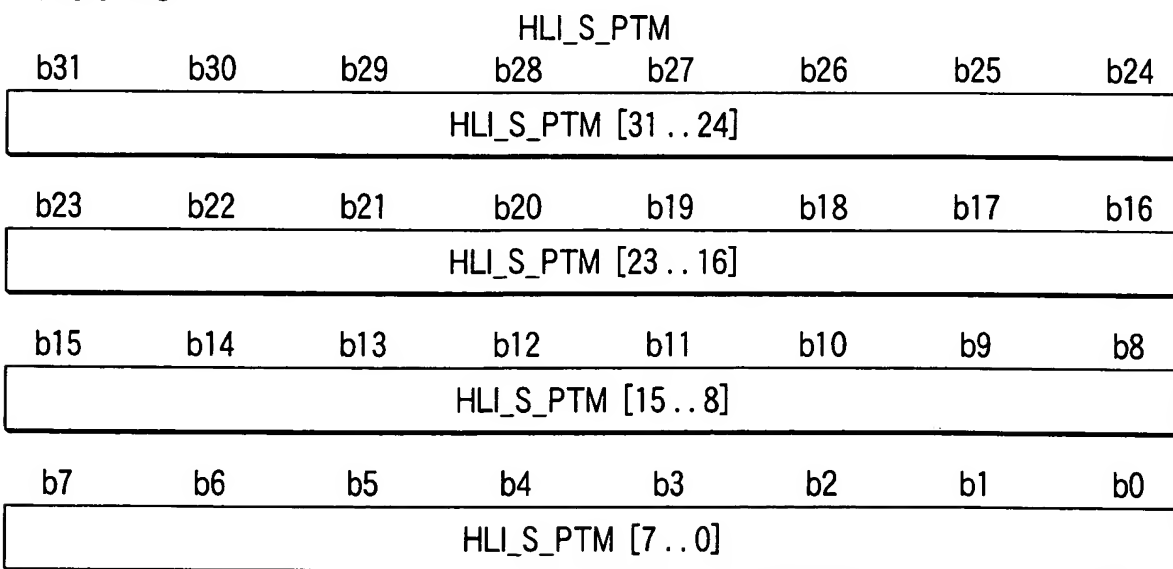 HLI_S_PTM
b31 b30 b29 b28 b27 b26 b25 b24
HLI_S_PTM [31 . . 24]
b23 b22 b21 b20 b19 b18 b17 b16
HLI_S_PTM [23 . . 16]
b15 b14 b13 b12 b11 b10 b9 b8
HLI_S_PTM [15 . . 8]
b7 b6 b5 b4 b3 b2 b1 b0
HLI_S_PTM [7 . . 0]